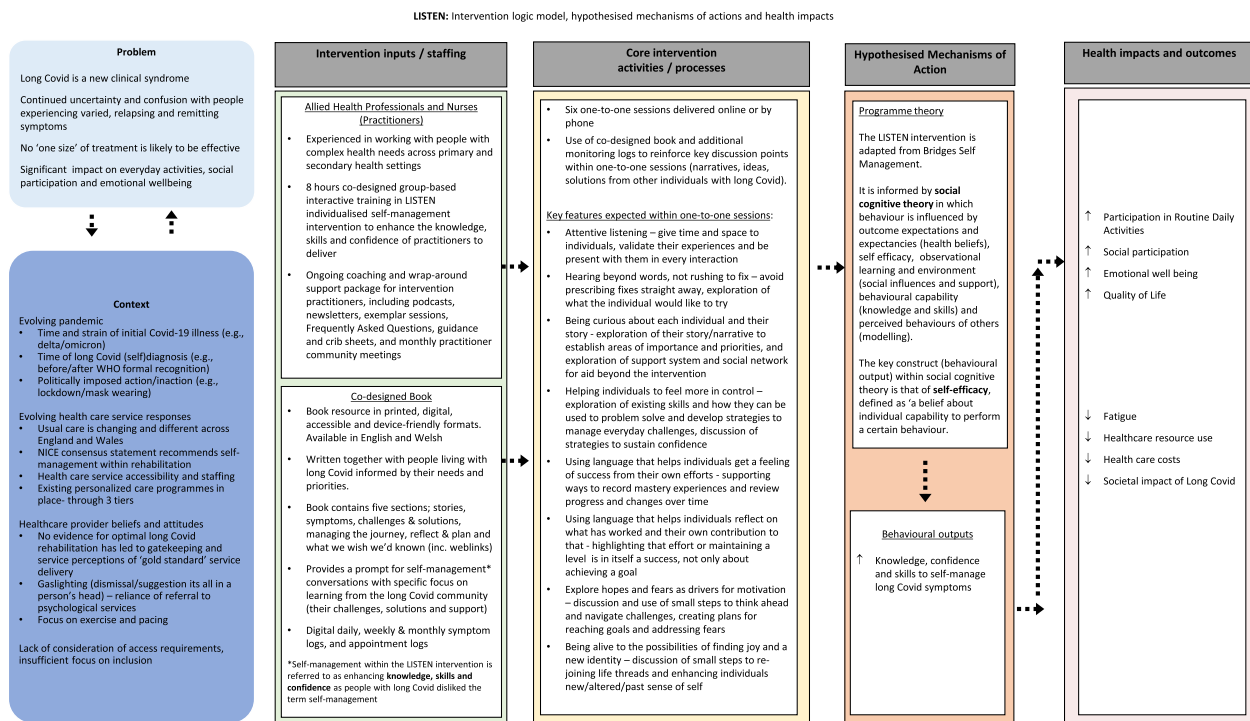 LISTEN: Intervention logic model, hypothesised mechanisms of actions and health impacts
Problem
Long Covid is a new clinical syndrome
Continued uncertainty and confusion with people
experiencing varied, relapsing and remitting
symptoms
No ‘one size’ of treatment is likely to be effective
Significant impact on everyday activities, social
participation and emotional wellbeing
Context
Evolving pandemic
• Time and strain of initial Covid-19 illness (e.g.,
delta/omicron)
• Time of long Covid (self)diagnosis (e.g.,
before/after WHO formal recognition)
• Politically imposed action/inaction (e.g.,
lockdown/mask wearing)
Evolving health care service responses
• Usual care is changing and different across
England and Wales
• NICE consensus statement recommends self-
management within rehabilitation
• Health care service accessibility and staffing
• Existing personalized care programmes in
place- through 3 tiers
Healthcare provider beliefs and attitudes
• No evidence for optimal long Covid
rehabilitation has led to gatekeeping and
service perceptions of ‘gold standard’ service
delivery
• Gaslighting (dismissal/suggestion its all in a
person’s head) – reliance of referral to
psychological services
• Focus on exercise and pacing
Lack of consideration of access requirements,
insufficient focus on inclusion
Intervention inputs / staffing
Allied Health Professionals and Nurses
(Practitioners)
• Experienced in working with people with
complex health needs across primary and
secondary health settings
• 8 hours co-designed group-based
interactive training in LISTEN
individualised self-management
intervention to enhance the knowledge,
skills and confidence of practitioners to
deliver
• Ongoing coaching and wrap-around
support package for intervention
practitioners, including podcasts,
newsletters, exemplar sessions,
Frequently Asked Questions, guidance
and crib sheets, and monthly practitioner
community meetings
Co-designed Book
• Book resource in printed, digital,
accessible and device-friendly formats.
Available in English and Welsh
• Written together with people living with
long Covid informed by their needs and
priorities.
• Book contains five sections; stories,
symptoms, challenges & solutions,
managing the journey, reflect & plan and
what we wish we’d known (inc. weblinks)
• Provides a prompt for self-management*
conversations with specific focus on
learning from the long Covid community
(their challenges, solutions and support)
• Digital daily, weekly & monthly symptom
logs, and appointment logs
*Self-management within the LISTEN intervention is
referred to as enhancing knowledge, skills and
confidence as people with long Covid disliked the
term self-management
Core intervention
activities / processes
• Six one-to-one sessions delivered online or by
phone
• Use of co-designed book and additional
monitoring logs to reinforce key discussion points
within one-to-one sessions (narratives, ideas,
solutions from other individuals with long Covid).
Key features expected within one-to-one sessions:
• Attentive listening – give time and space to
individuals, validate their experiences and be
present with them in every interaction
• Hearing beyond words, not rushing to fix – avoid
prescribing fixes straight away, exploration of
what the individual would like to try
• Being curious about each individual and their
story - exploration of their story/narrative to
establish areas of importance and priorities, and
exploration of support system and social network
for aid beyond the intervention
• Helping individuals to feel more in control –
exploration of existing skills and how they can be
used to problem solve and develop strategies to
manage everyday challenges, discussion of
strategies to sustain confidence
• Using language that helps individuals get a feeling
of success from their own efforts - supporting
ways to record mastery experiences and review
progress and changes over time
• Using language that helps individuals reflect on
what has worked and their own contribution to
that - highlighting that effort or maintaining a
level is in itself a success, not only about
achieving a goal
• Explore hopes and fears as drivers for motivation
– discussion and use of small steps to think ahead
and navigate challenges, creating plans for
reaching goals and addressing fears
• Being alive to the possibilities of finding joy and a
new identity – discussion of small steps to re-
joining life threads and enhancing individuals
new/altered/past sense of self
Hypothesised Mechanisms of
Action
Programme theory
The LISTEN intervention is
adapted from Bridges Self
Management.
It is informed by social
cognitive theory in which
behaviour is influenced by
outcome expectations and
expectancies (health beliefs),
self efficacy, observational
learning and environment
(social influences and support),
behavioural capability
(knowledge and skills) and
perceived behaviours of others
(modelling).
The key construct (behavioural
output) within social cognitive
theory is that of self-efficacy,
defined as ‘a belief about
individual capability to perform
a certain behaviour.
Behavioural outputs
↑ Knowledge, confidence
and skills to self-manage
long Covid symptoms
Health impacts and outcomes
↑ Participation in Routine Daily
Activities
↑ Social participation
↑ Emotional well being
↑ Quality of Life
↓ Fatigue
↓ Healthcare resource use
↓ Health care costs
↓ Societal impact of Long Covid